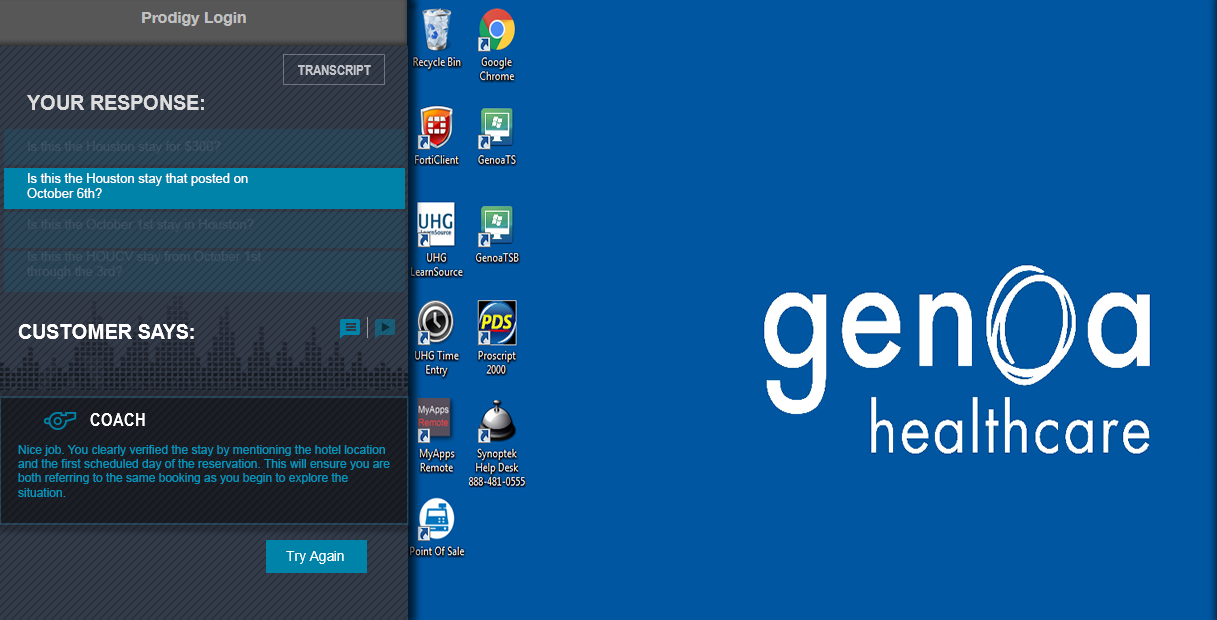 Prodigy Login
TRANSCRIPT
YOUR RESPONSE:
Is this the Houston stay for $300?
Is this the Houston stay that posted on
October 6th?
Is this the October 1st stay in Houston?
Is this the HOUCV stay from October 1st
through the 3rd?
CUSTOMER SAYS:
COACH
Nice job. You clearly verified the stay by mentioning the hotel location
and the first scheduled day of the reservation. This will ensure you are
both referring to the same booking as you begin to explore the
situation.
Try Again
Recycle Bin
Google
Chrome
FortiClient
GenoaTS
UHG
LearnSource
UHG
LearnSource
GenoaTSB
UHG Time
Entry
PDS
Proscript
2000
MyApps
Remote
MyApps
Remote
Synoptek
Help Desk
888-481-0555
Point Of Sale
genoa
healthcare